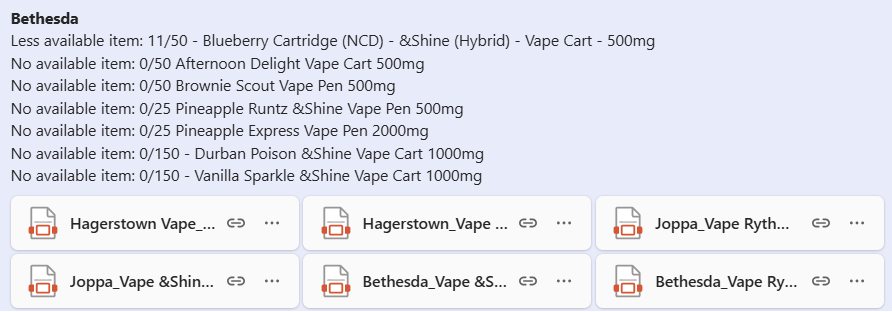 Bethesda
Less available item: 11/50 - Blueberry Cartridge (NCD) - &Shine (Hybrid) - Vape Cart - 500mg
No available item: 0/50 Afternoon Delight Vape Cart 500mg
No available item: 0/50 Brownie Scout Vape Pen 500mg
No available item: 0/25 Pineapple Runtz &Shine Vape Pen 500mg
No available item: 0/25 Pineapple Express Vape Pen 2000mg
No available item: 0/150 - Durban Poison &Shine Vape Cart 1000mg
No available item: 0/150 - Vanilla Sparkle &Shine Vape Cart 1000mg
Hagerstown Vape_...
Hagerstown_Vape ...
Joppa_Vape Ryth...
Joppa_Vape &Shin...
Bethesda_Vape &S...
Bethesda_Vape Ry...